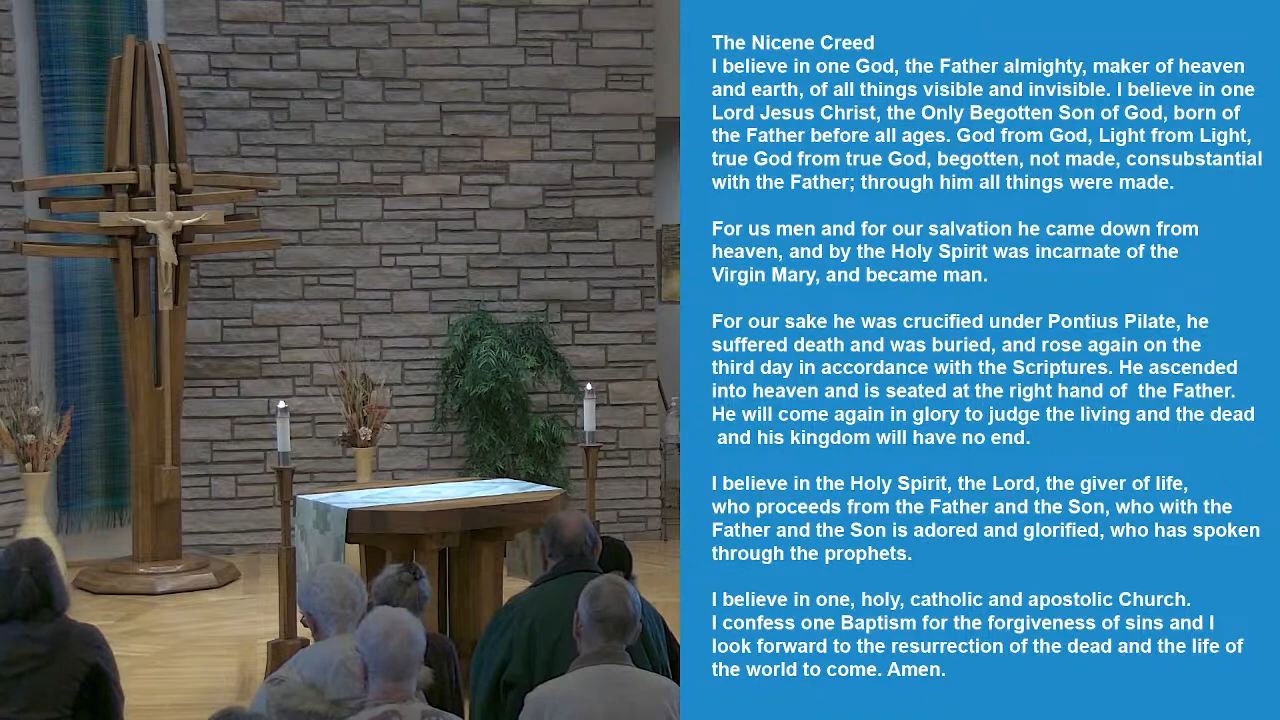 The Nicene Creed
I believe in one God, the Father almighty, maker of heaven
and earth, of all things visible and invisible. I believe in one
Lord Jesus Christ, the Only Begotten Son of God, born of
the Father before all ages. God from God, Light from Light,
true God from true God, begotten, not made, consubstantial
with the Father; through him all things were made.
For us men and for our salvation he came down from
heaven, and by the Holy Spirit was incarnate of the
Virgin Mary, and became man.
For our sake he was crucified under Pontius Pilate, he
suffered death and was buried, and rose again on the
third day in accordance with the Scriptures. He ascended
into heaven and is seated at the right hand of the Father.
He will come again in glory to judge the living and the dead
and his kingdom will have no end.
I believe in the Holy Spirit, the Lord, the giver of life,
who proceeds from the Father and the Son, who with the
Father and the Son is adored and glorified, who has spoken
through the prophets.
I believe in one, holy, catholic and apostolic Church.
I confess one Baptism for the forgiveness of sins and I
look forward to the resurrection of the dead and the life of
the world to come. Amen.